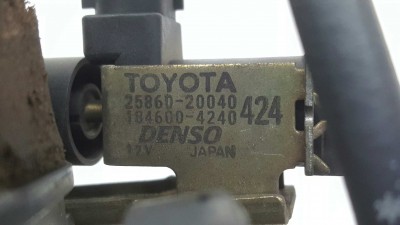 TOYOTA
25860-20040
184600-4240 424
DENSO
12V JAPAN